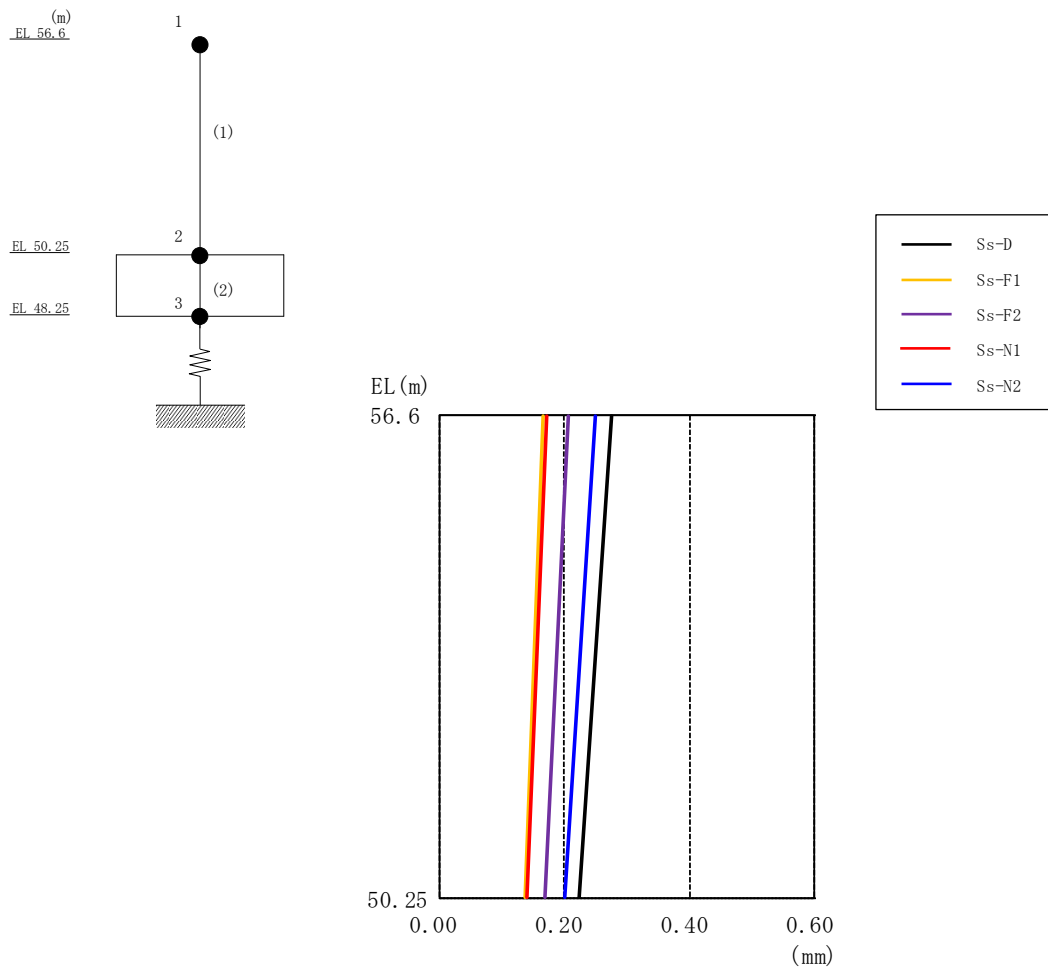 (m)
EL 56.6
1
(1)
EL 50.25
2
(2)
EL 48.25
3
Ss-D
Ss-F1
Ss-F2
Ss-N1
Ss-N2
EL(m)
56.6
50.25
0.00 0.20 0.40 0.60
(mm)